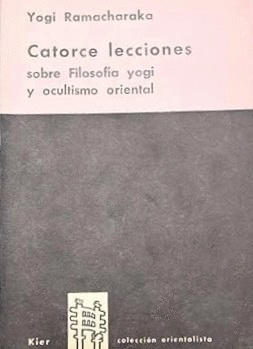 Yogi Ramacharaka
Catorce lecciones
sobre Filosofía yogi
y ocultismo oriental
Kier colección orientalista